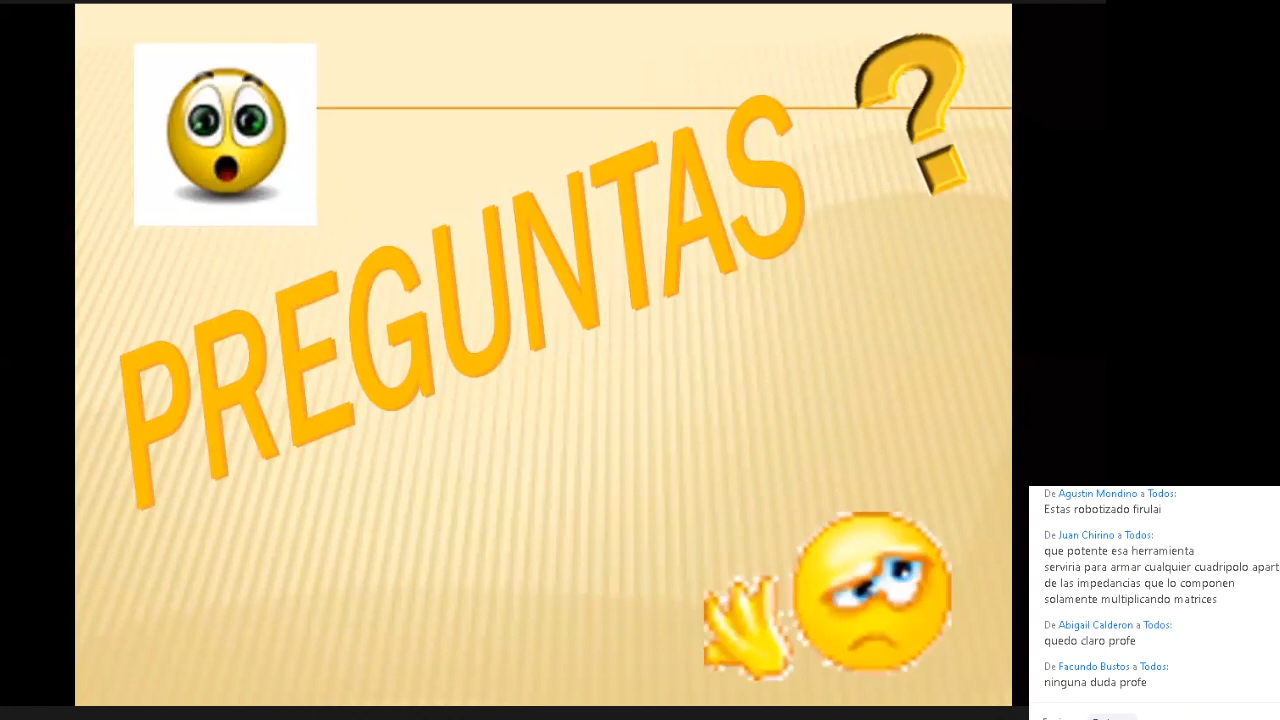 PREGUNTAS
?
De Agustin Mondino a Todos:
Estas robotizado firulai
De Juan Chirino a Todos:
que potente esa herramienta
serviria para armar cualquier cuadripolo apart
de las impedancias que lo componen
solamente multiplicando matrices
De Abigail Calderon a Todos:
quedo claro profe
De Facundo Bustos a Todos:
ninguna duda profe